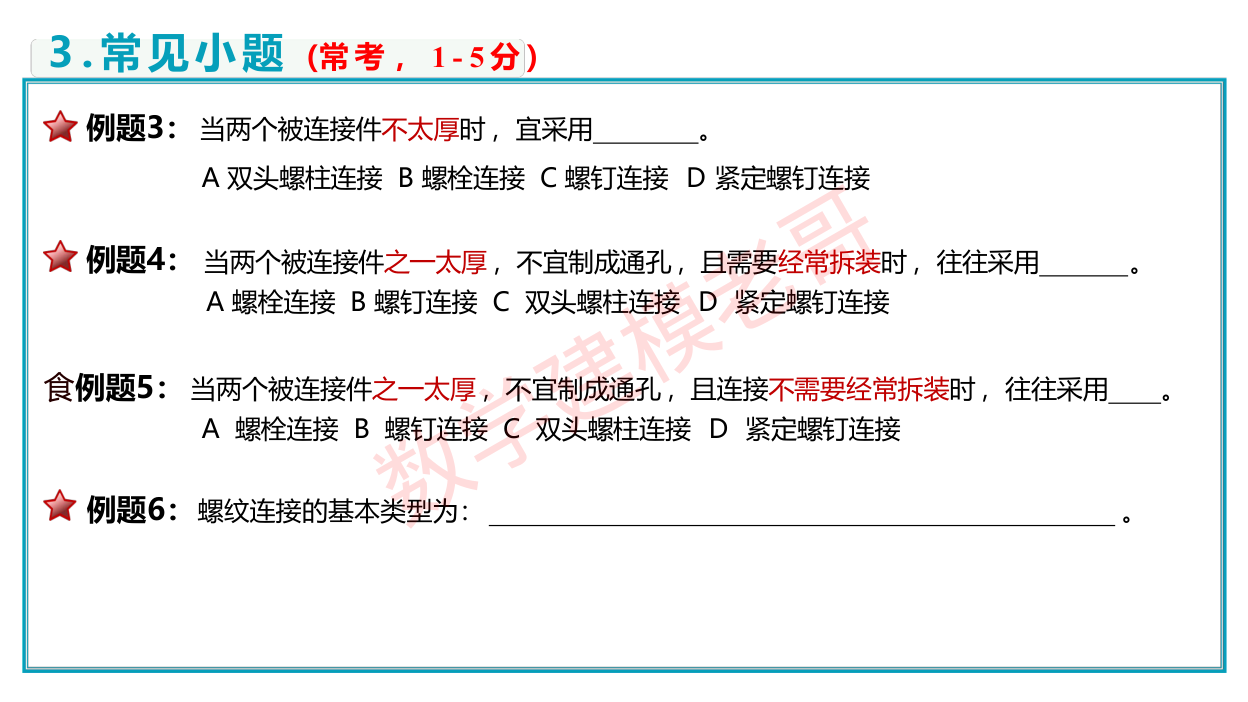 3.常见小题 (常考，1-5分)
例题3：当两个被连接件不太厚时，宜采用________。
A 双头螺柱连接 B 螺栓连接 C 螺钉连接 D 紧定螺钉连接
例题4：当两个被连接件之一太厚，不宜制成通孔，且需要经常拆装时，往往采用_______。
A 螺栓连接 B 螺钉连接 C 双头螺柱连接 D 紧定螺钉连接
食例题5：当两个被连接件之一太厚，不宜制成通孔，且连接不需要经常拆装时，往往采用____。
A 螺栓连接 B 螺钉连接 C 双头螺柱连接 D 紧定螺钉连接
例题6：螺纹连接的基本类型为：________________________________________________。
数学建模老哥